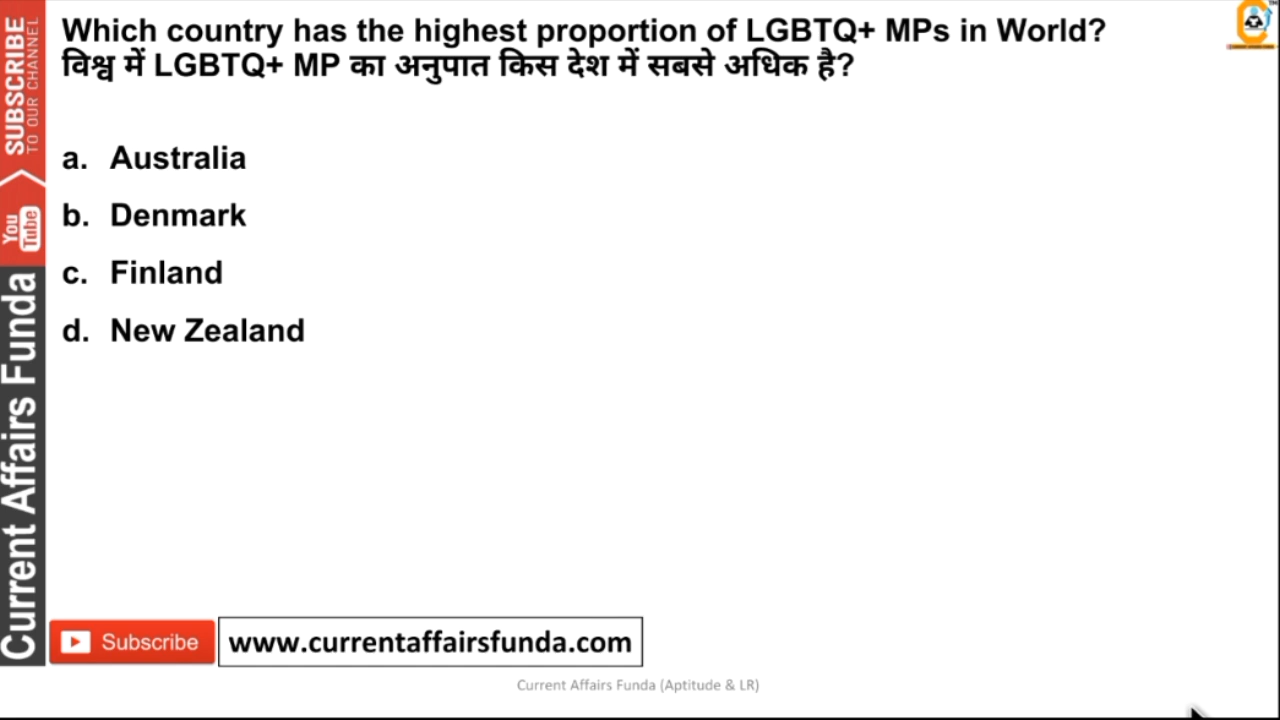 Which country has the highest proportion of LGBTQ+ MPs in World?
विश्व में LGBTQ+ MP का अनुपात किस देश में सबसे अधिक है?
a. Australia
b. Denmark
c. Finland
d. New Zealand
SUBSCRIBE
TO OUR CHANNEL
You
Tube
Current Affairs Funda
Subscribe
www.currentaffairsfunda.com
Current Affairs Funda (Aptitude & LR)